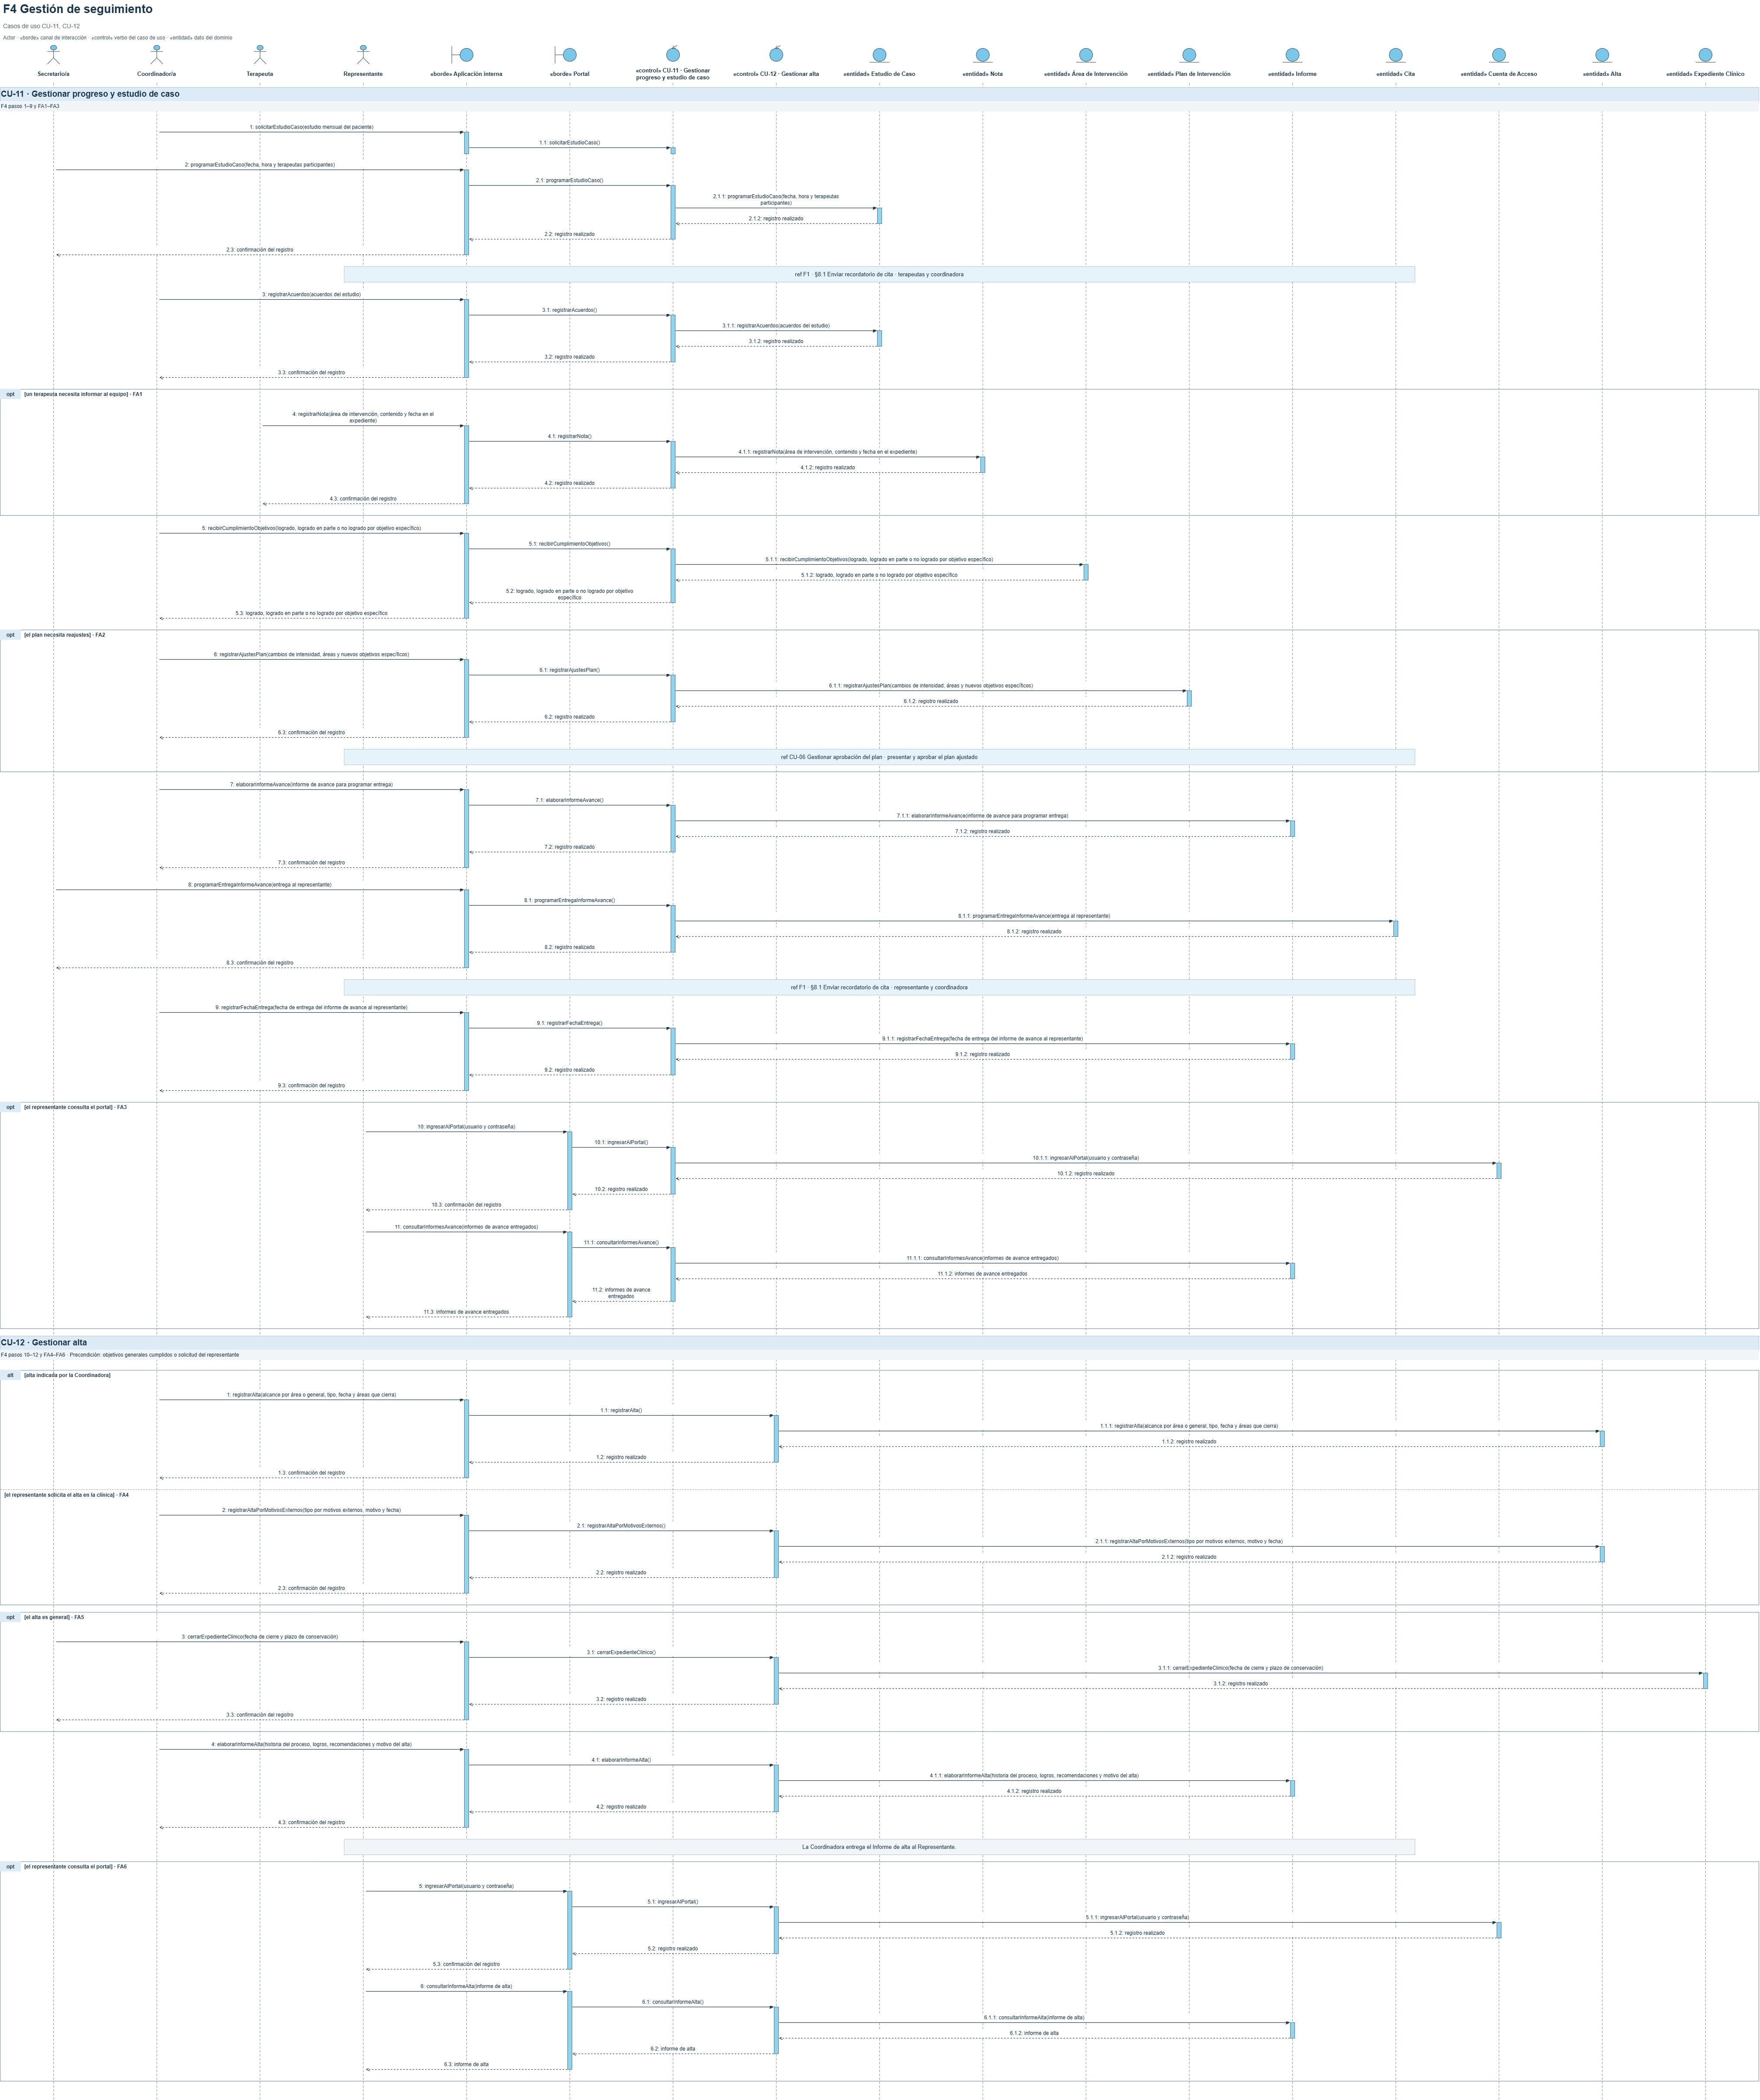 F4 Gestión de seguimiento
Casos de uso CU-11, CU-12
Actor · «borde» canal de interacción · «control» verbo del caso de uso · «entidad» dato del dominio
Secretario/a
Coordinador/a
Terapeuta
Representante
«borde» Aplicación interna
«borde» Portal
«control» CU-11 · Gestionar
progreso y estudio de caso
«control» CU-12 · Gestionar alta
«entidad» Estudio de Caso
«entidad» Nota
«entidad» Área de Intervención
«entidad» Plan de Intervención
«entidad» Informe
«entidad» Cita
«entidad» Cuenta de Acceso
«entidad» Alta
«entidad» Expediente Clínico
CU-11 · Gestionar progreso y estudio de caso
F4 pasos 1–9 y FA1–FA3
1: solicitarEstudioCaso(estudio mensual del paciente)
1.1: solicitarEstudioCaso()
2: programarEstudioCaso(fecha, hora y terapeutas participantes)
2.1: programarEstudioCaso()
2.1.1: programarEstudioCaso(fecha, hora y terapeutas
participantes)
2.1.2: registro realizado
2.2: registro realizado
2.3: confirmación del registro
ref F1 · §8.1 Enviar recordatorio de cita · terapeutas y coordinadora
3: registrarAcuerdos(acuerdos del estudio)
3.1: registrarAcuerdos()
3.1.1: registrarAcuerdos(acuerdos del estudio)
3.1.2: registro realizado
3.2: registro realizado
3.3: confirmación del registro
opt [un terapeuta necesita informar al equipo] · FA1
4: registrarNota(área de intervención, contenido y fecha en el
expediente)
4.1: registrarNota()
4.1.1: registrarNota(área de intervención, contenido y fecha en el expediente)
4.1.2: registro realizado
4.2: registro realizado
4.3: confirmación del registro
5: recibirCumplimientoObjetivos(logrado, logrado en parte o no logrado por objetivo específico)
5.1: recibirCumplimientoObjetivos()
5.1.1: recibirCumplimientoObjetivos(logrado, logrado en parte o no logrado por objetivo específico)
5.1.2: logrado, logrado en parte o no logrado por objetivo específico
5.2: logrado, logrado en parte o no logrado por objetivo
específico
5.3: logrado, logrado en parte o no logrado por objetivo específico
opt [el plan necesita reajustes] · FA2
6: registrarAjustesPlan(cambios de intensidad, áreas y nuevos objetivos específicos)
6.1: registrarAjustesPlan()
6.1.1: registrarAjustesPlan(cambios de intensidad, áreas y nuevos objetivos específicos)
6.1.2: registro realizado
6.2: registro realizado
6.3: confirmación del registro
ref CU-06 Gestionar aprobación del plan · presentar y aprobar el plan ajustado
7: elaborarInformeAvance(informe de avance para programar entrega)
7.1: elaborarInformeAvance()
7.1.1: elaborarInformeAvance(informe de avance para programar entrega)
7.1.2: registro realizado
7.2: registro realizado
7.3: confirmación del registro
8: programarEntregaInformeAvance(entrega al representante)
8.1: programarEntregaInformeAvance()
8.1.1: programarEntregaInformeAvance(entrega al representante)
8.1.2: registro realizado
8.2: registro realizado
8.3: confirmación del registro
ref F1 · §8.1 Enviar recordatorio de cita · representante y coordinadora
9: registrarFechaEntrega(fecha de entrega del informe de avance al representante)
9.1: registrarFechaEntrega()
9.1.1: registrarFechaEntrega(fecha de entrega del informe de avance al representante)
9.1.2: registro realizado
9.2: registro realizado
9.3: confirmación del registro
opt [el representante consulta el portal] · FA3
10: ingresarAlPortal(usuario y contraseña)
10.1: ingresarAlPortal()
10.1.1: ingresarAlPortal(usuario y contraseña)
10.1.2: registro realizado
10.2: registro realizado
10.3: confirmación del registro
11: consultarInformesAvance(informes de avance entregados)
11.1: consultarInformesAvance()
11.1.1: consultarInformesAvance(informes de avance entregados)
11.1.2: informes de avance entregados
11.2: informes de avance
entregados
11.3: informes de avance entregados
CU-12 · Gestionar alta
F4 pasos 10–12 y FA4–FA6 · Precondición: objetivos generales cumplidos o solicitud del representante
alt [alta indicada por la Coordinadora]
1: registrarAlta(alcance por área o general, tipo, fecha y áreas que cierra)
1.1: registrarAlta()
1.1.1: registrarAlta(alcance por área o general, tipo, fecha y áreas que cierra)
1.1.2: registro realizado
1.2: registro realizado
1.3: confirmación del registro
[el representante solicita el alta en la clínica] · FA4
2: registrarAltaPorMotivosExternos(tipo por motivos externos, motivo y fecha)
2.1: registrarAltaPorMotivosExternos()
2.1.1: registrarAltaPorMotivosExternos(tipo por motivos externos, motivo y fecha)
2.1.2: registro realizado
2.2: registro realizado
2.3: confirmación del registro
opt [el alta es general] · FA5
3: cerrarExpedienteClinico(fecha de cierre y plazo de conservación)
3.1: cerrarExpedienteClinico()
3.1.1: cerrarExpedienteClinico(fecha de cierre y plazo de conservación)
3.1.2: registro realizado
3.2: registro realizado
3.3: confirmación del registro
4: elaborarInformeAlta(historia del proceso, logros, recomendaciones y motivo del alta)
4.1: elaborarInformeAlta()
4.1.1: elaborarInformeAlta(historia del proceso, logros, recomendaciones y motivo del alta)
4.1.2: registro realizado
4.2: registro realizado
4.3: confirmación del registro
La Coordinadora entrega el Informe de alta al Representante.
opt [el representante consulta el portal] · FA6
5: ingresarAlPortal(usuario y contraseña)
5.1: ingresarAlPortal()
5.1.1: ingresarAlPortal(usuario y contraseña)
5.1.2: registro realizado
5.2: registro realizado
5.3: confirmación del registro
6: consultarInformeAlta(informe de alta)
6.1: consultarInformeAlta()
6.1.1: consultarInformeAlta(informe de alta)
6.1.2: informe de alta
6.2: informe de alta
6.3: informe de alta